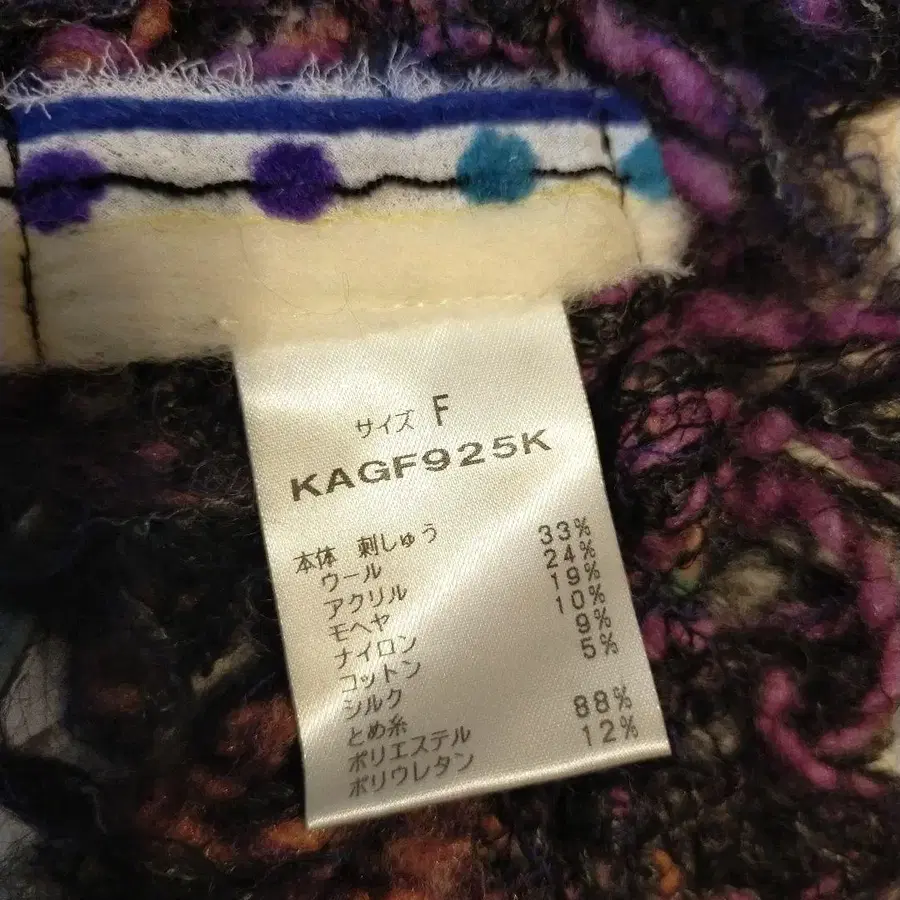 サイズ F
KAGF925K
本体 刺しゅう
ウール 33%
アクリル 24%
モヘヤ 19%
ナイロン 10%
コットン 9%
シルク 5%
とめ糸
ポリエステル 88%
ポリウレタン 12%